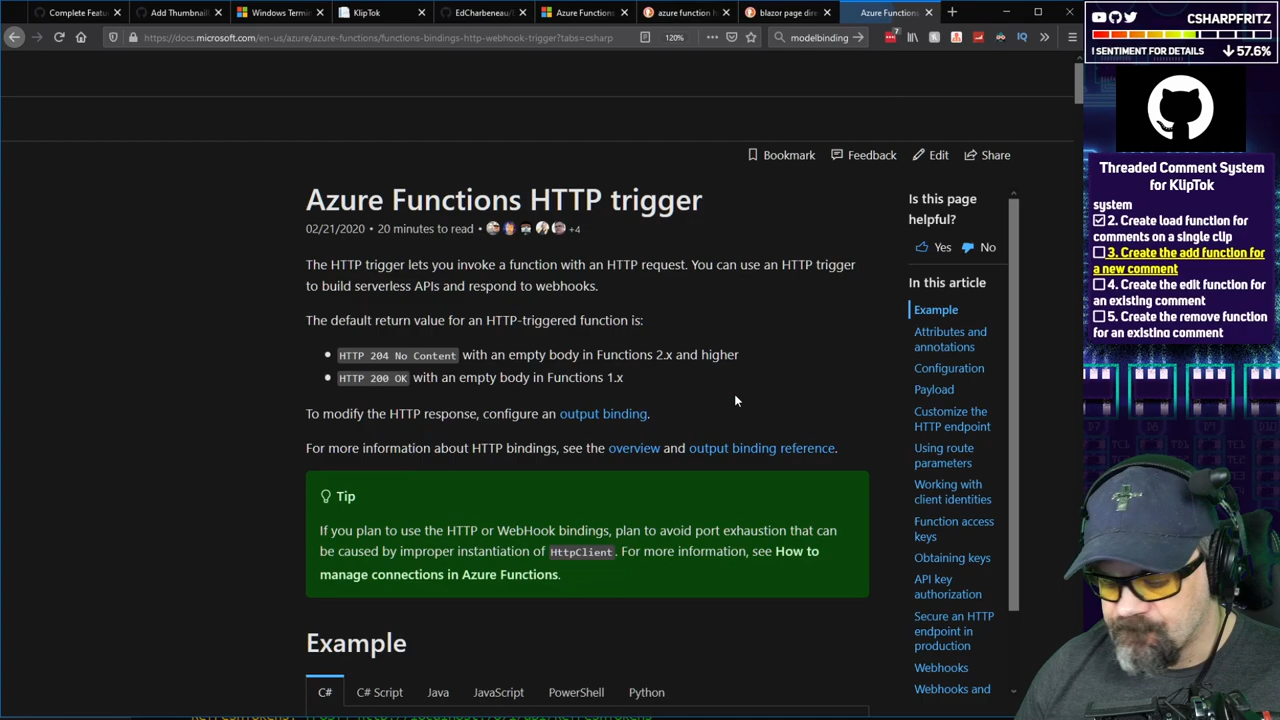 Complete Featu
Add Thumbnail
Windows Termi
KlipTok
EdCharbeneau/
Azure Functions
azure function h
blazor page dire
Azure Functions
https://docs.microsoft.com/en-us/azure/azure-functions/functions-bindings-http-webhook-trigger?tabs=csharp
120%
modelbinding
7
CSHARPFRITZ
! SENTIMENT FOR DETAILS
57.6%
Bookmark
Feedback
Edit
Share
Azure Functions HTTP trigger
02/21/2020 • 20 minutes to read
+4
The HTTP trigger lets you invoke a function with an HTTP request. You can use an HTTP trigger
to build serverless APIs and respond to webhooks.
The default return value for an HTTP-triggered function is:
• HTTP 204 No Content with an empty body in Functions 2.x and higher
• HTTP 200 OK with an empty body in Functions 1.x
To modify the HTTP response, configure an output binding.
For more information about HTTP bindings, see the overview and output binding reference.
Tip
If you plan to use the HTTP or WebHook bindings, plan to avoid port exhaustion that can
be caused by improper instantiation of HttpClient. For more information, see How to
manage connections in Azure Functions.
Example
C#
C# Script
Java
JavaScript
PowerShell
Python
Is this page
helpful?
Yes
No
In this article
Example
Attributes and
annotations
Configuration
Payload
Customize the
HTTP endpoint
Using route
parameters
Working with
client identities
Function access
keys
Obtaining keys
API key
authorization
Secure an HTTP
endpoint in
production
Webhooks
Webhooks and
Threaded Comment System
for KlipTok
system
2. Create load function for
comments on a single clip
3. Create the add function for
a new comment
4. Create the edit function for
an existing comment
5. Create the remove function
for an existing comment